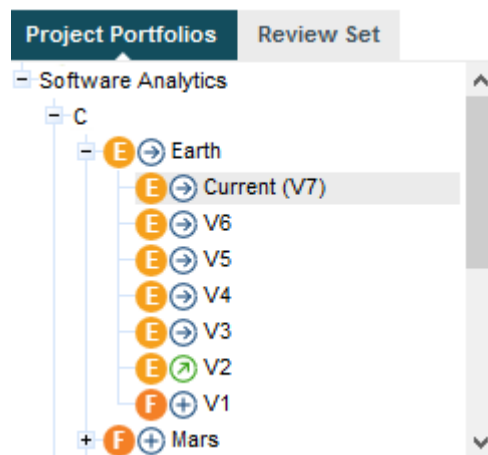 Project Portfolios Review Set
Software Analytics
C
E Earth
E Current (V7)
E V6
E V5
E V4
E V3
E V2
F V1
F Mars